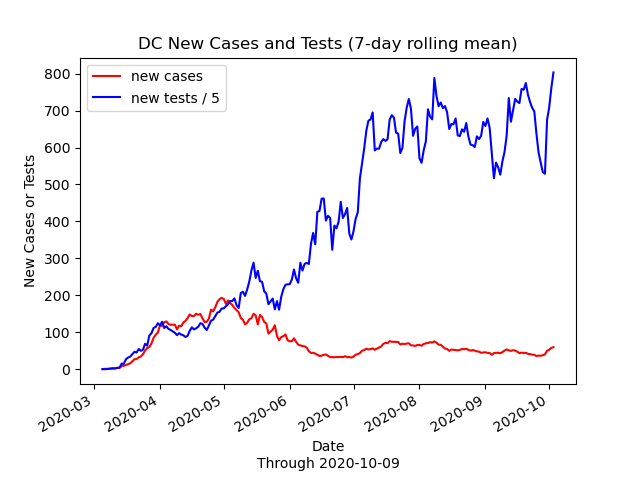 DC New Cases and Tests (7-day rolling mean)
new cases
new tests / 5
New Cases or Tests
800
700
600
500
400
300
200
100
0
2020-03
2020-04
2020-05
2020-06
2020-07
2020-08
2020-09
2020-10
Date
Through 2020-10-09